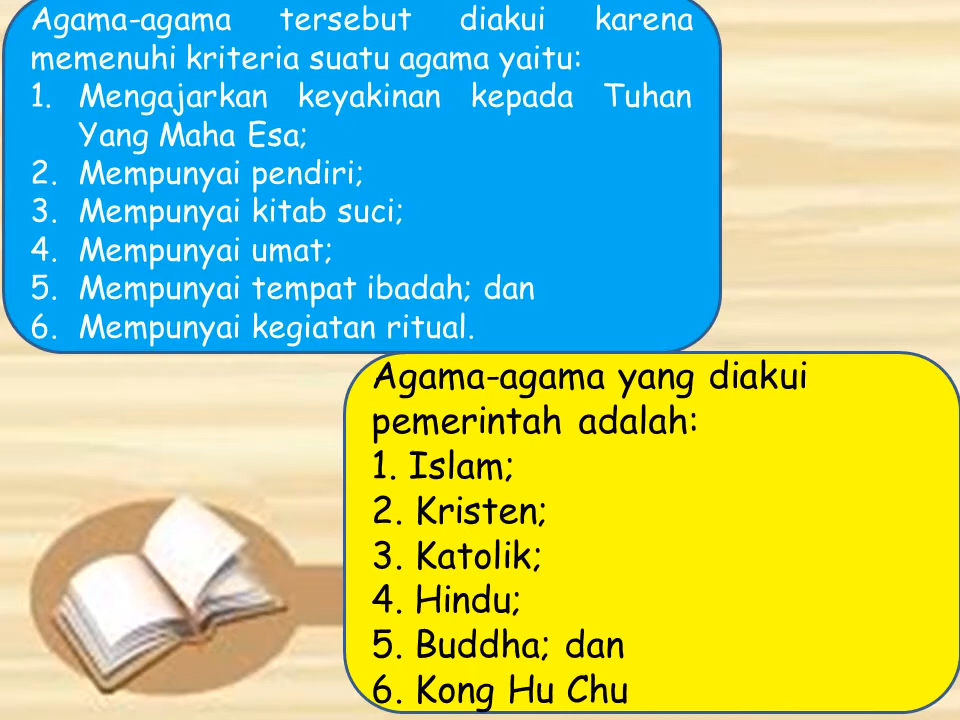 Agama-agama tersebut diakui karena
memenuhi kriteria suatu agama yaitu:
1. Mengajarkan keyakinan kepada Tuhan
Yang Maha Esa;
2. Mempunyai pendiri;
3. Mempunyai kitab suci;
4. Mempunyai umat;
5. Mempunyai tempat ibadah; dan
6. Mempunyai kegiatan ritual.
Agama-agama yang diakui
pemerintah adalah:
1. Islam;
2. Kristen;
3. Katolik;
4. Hindu;
5. Buddha; dan
6. Kong Hu Chu